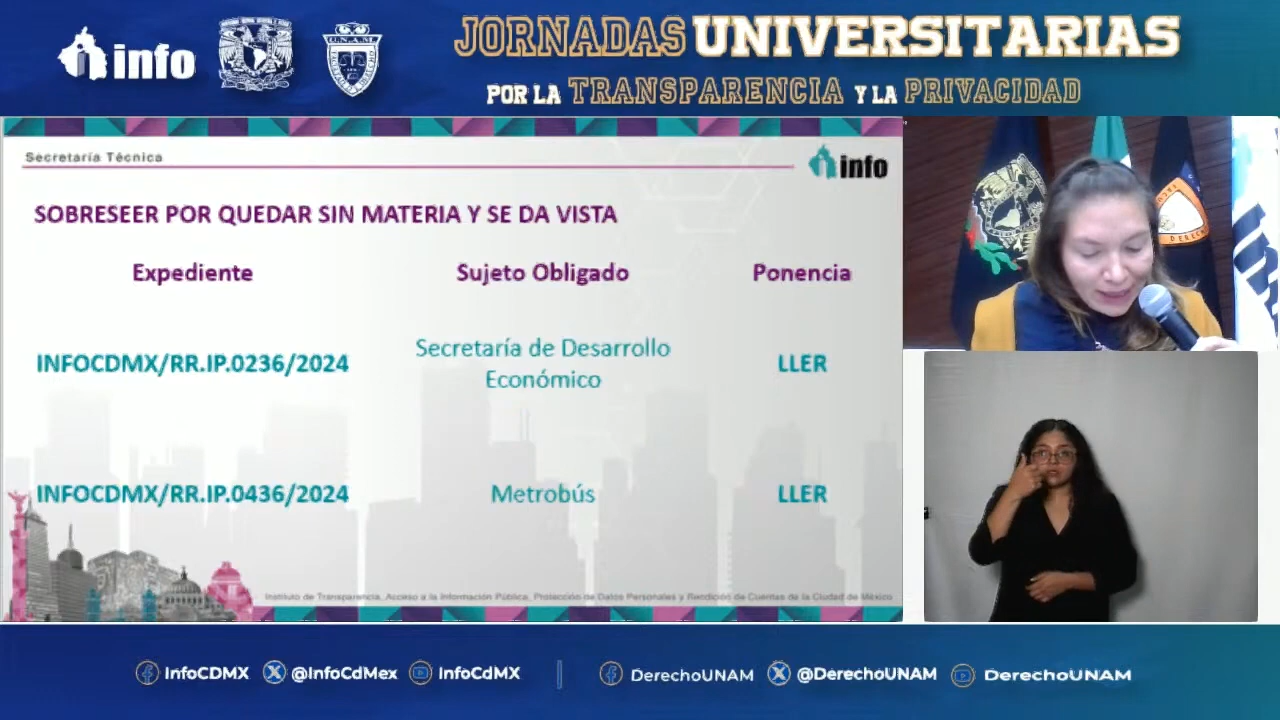 info
JORNADAS UNIVERSITARIAS
POR LA TRANSPARENCIA Y LA PRIVACIDAD
Secretaría Técnica
info
SOBRESEER POR QUEDAR SIN MATERIA Y SE DA VISTA
Expediente Sujeto Obligado Ponencia
INFOCDMX/RR.IP.0236/2024 Secretaría de Desarrollo Económico LLER
INFOCDMX/RR.IP.0436/2024 Metrobús LLER
Instituto de Transparencia, Acceso a la Información Pública, Protección de Datos Personales y Rendición de Cuentas de la Ciudad de México
InfoCDMX @InfoCdMex InfoCdMX DerechoUNAM @DerechoUNAM DerechoUNAM